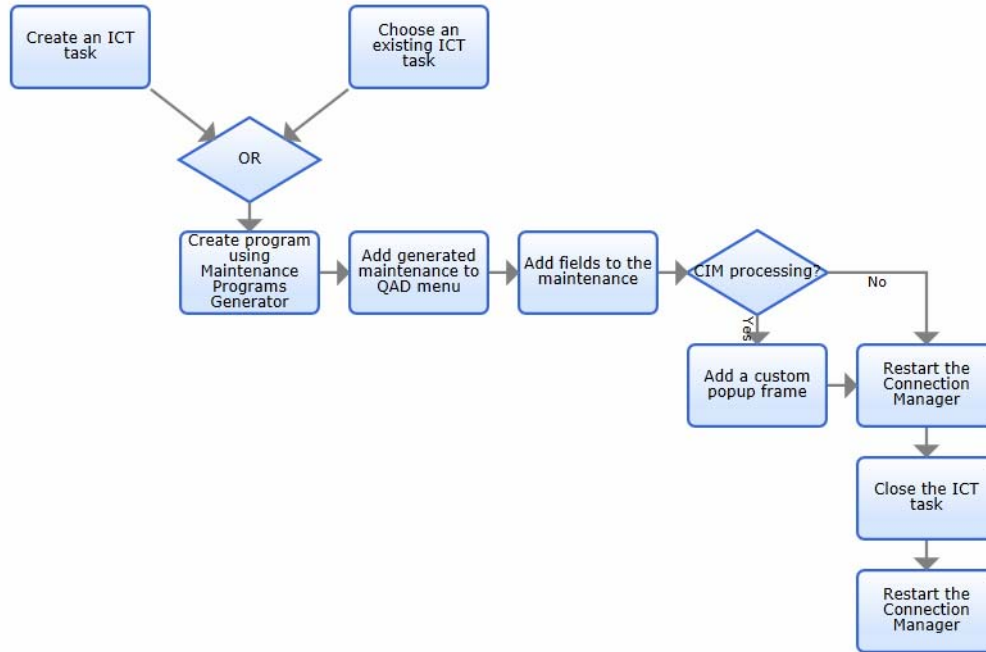 Create an ICT
task
Choose an
existing ICT
task
OR
Create program
using
Maintenance
Programs
Generator
Add generated
maintenance to
QAD menu
Add fields to the
maintenance
CIM processing?
No
Yes
Add a custom
popup frame
Restart the
Connection
Manager
Close the ICT
task
Restart the
Connection
Manager